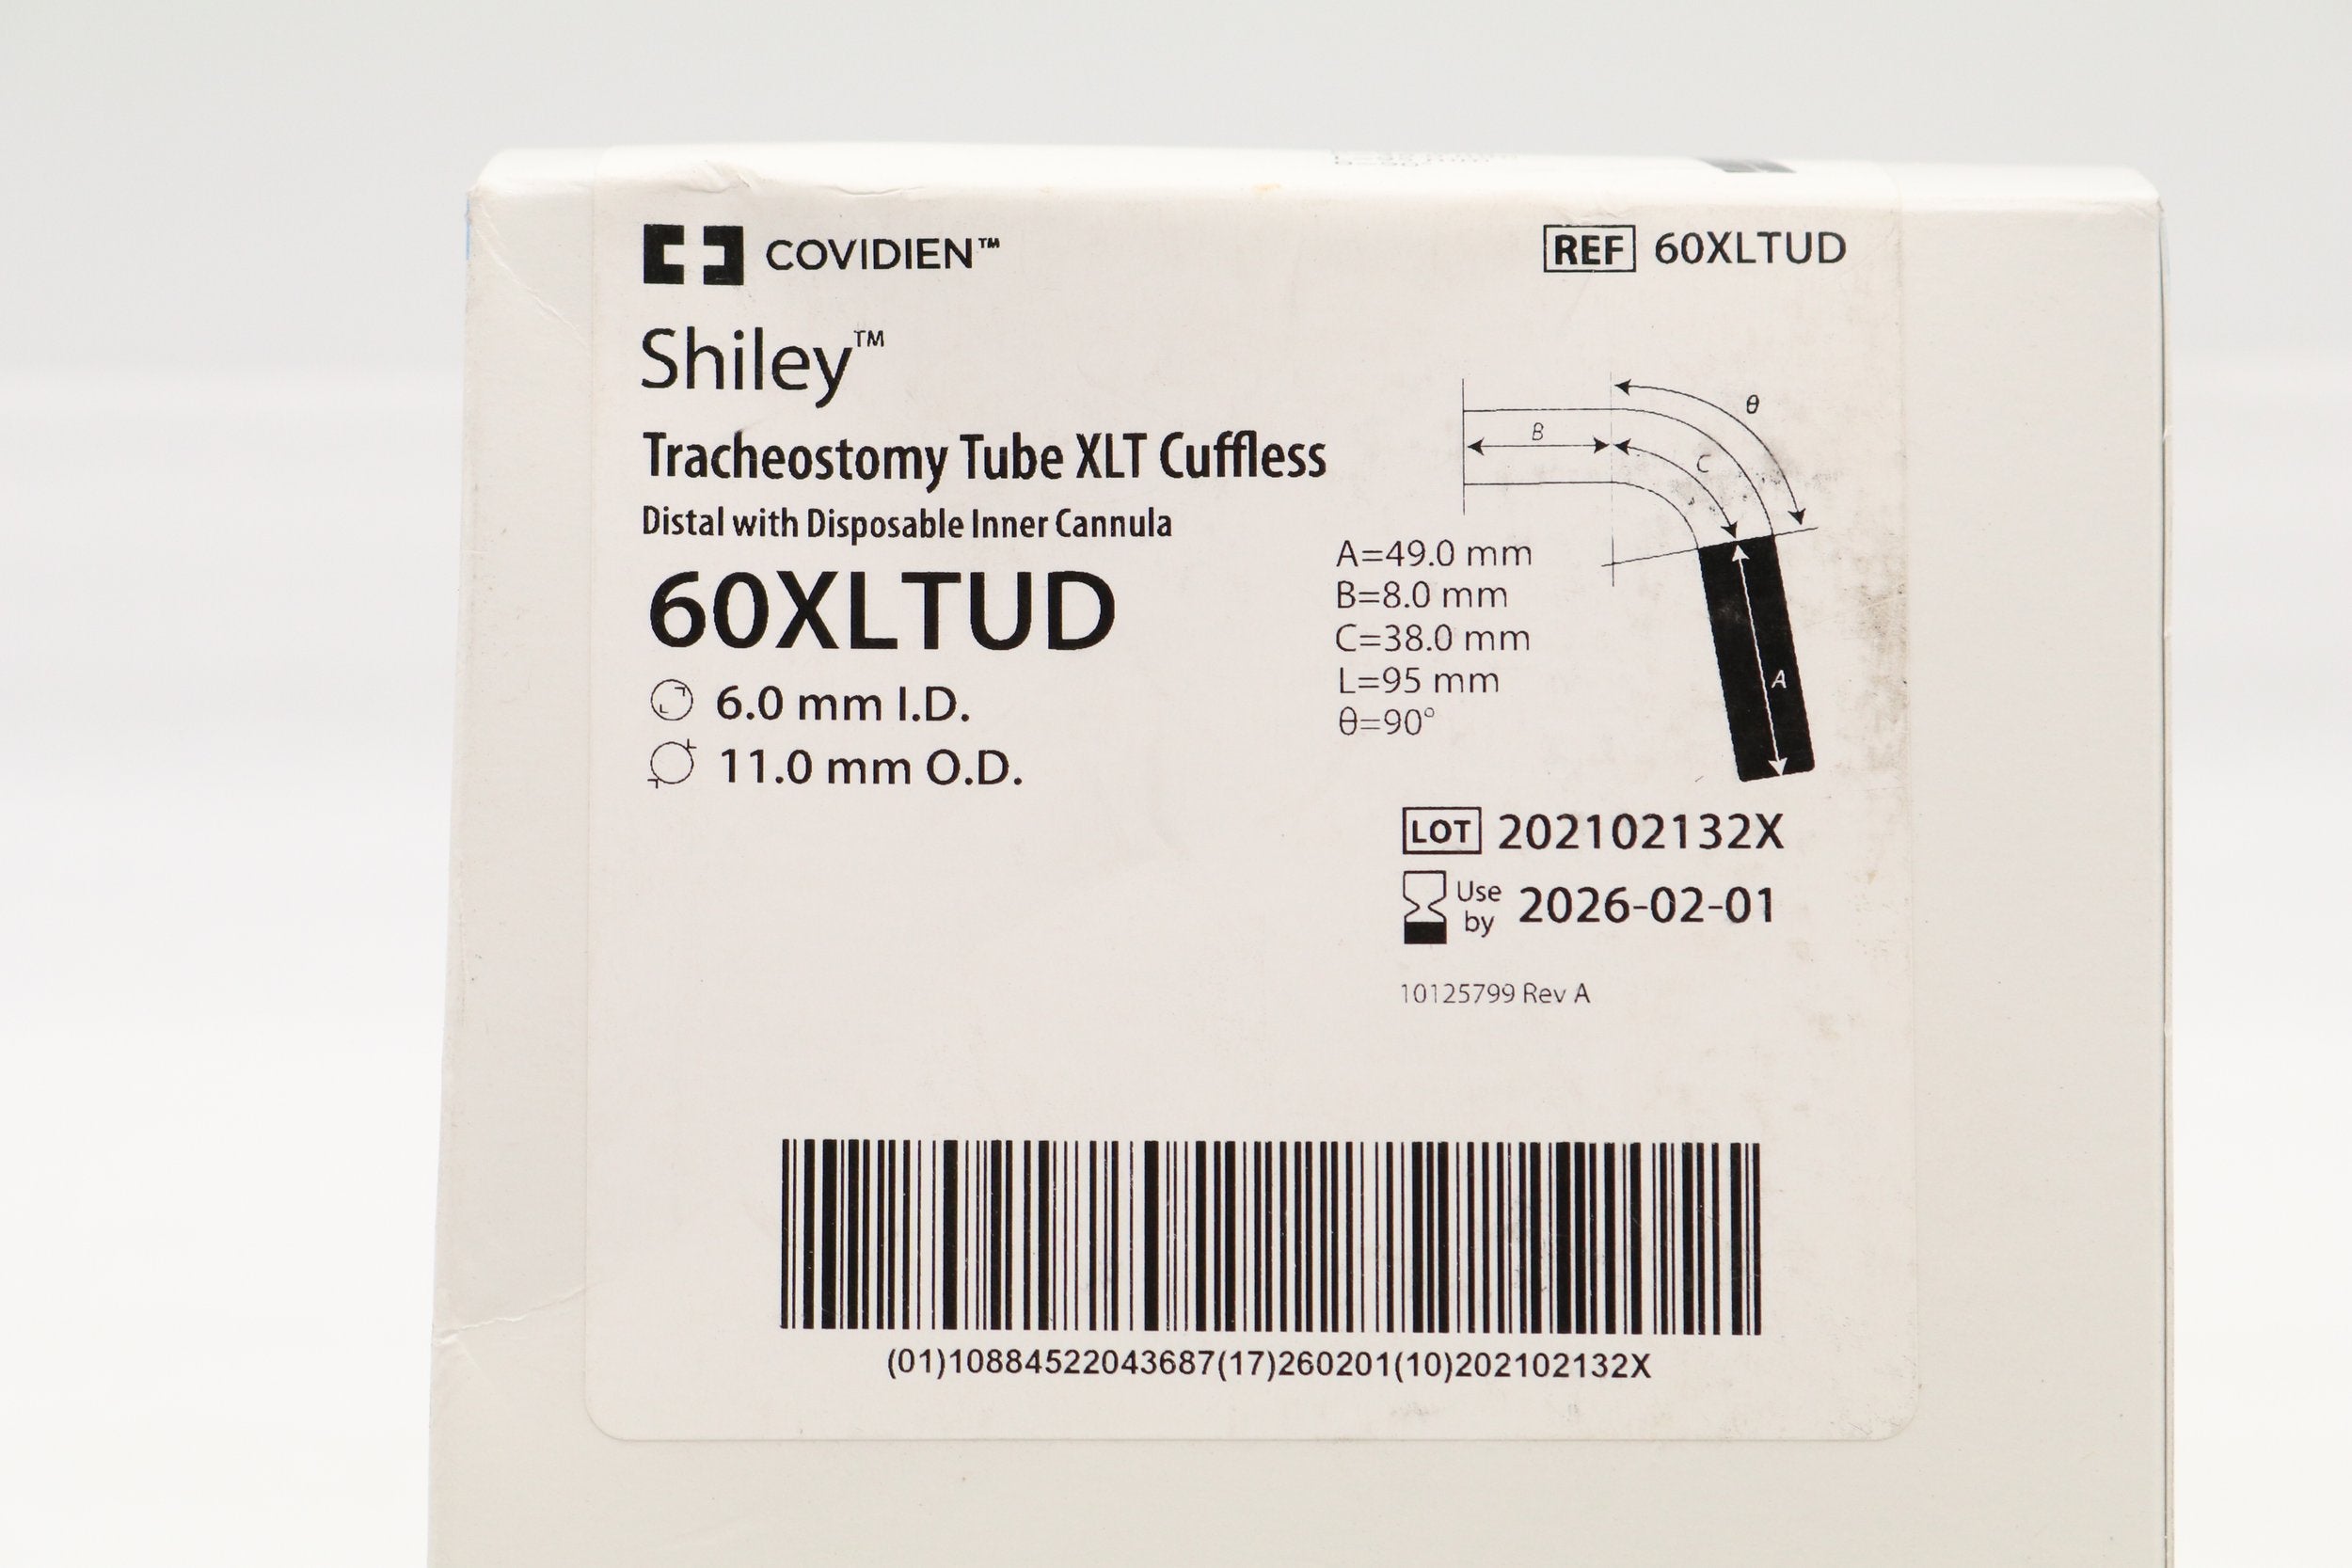 COVIDIEN™
REF 60XLTUD
Shiley™
Tracheostomy Tube XLT Cuffless
Distal with Disposable Inner Cannula
60XLTUD
6.0 mm I.D.
11.0 mm O.D.
θ
B
C
A
A=49.0 mm
B=8.0 mm
C=38.0 mm
L=95 mm
θ=90°
LOT 202102132X
Use by 2026-02-01
10125799 Rev A
(01)10884522043687(17)260201(10)202102132X